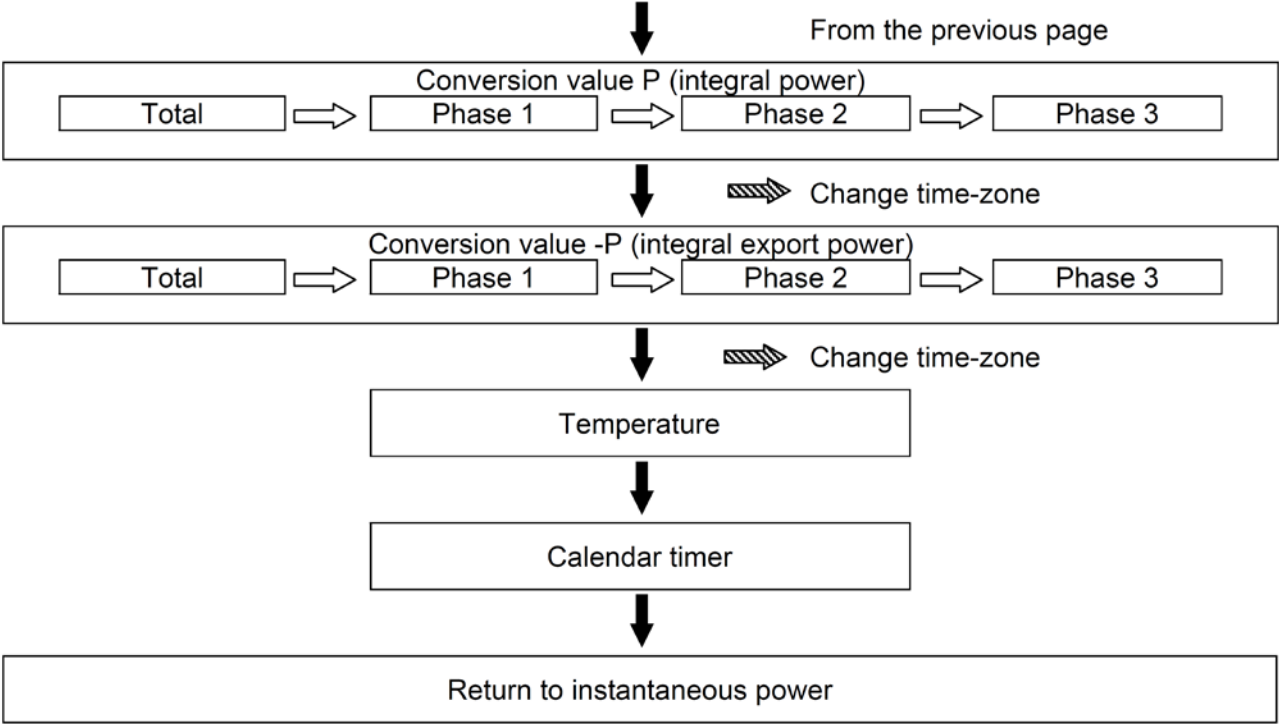 From the previous page
Conversion value P (integral power)
Total Phase 1 Phase 2 Phase 3
Change time-zone
Conversion value -P (integral export power)
Total Phase 1 Phase 2 Phase 3
Change time-zone
Temperature
Calendar timer
Return to instantaneous power